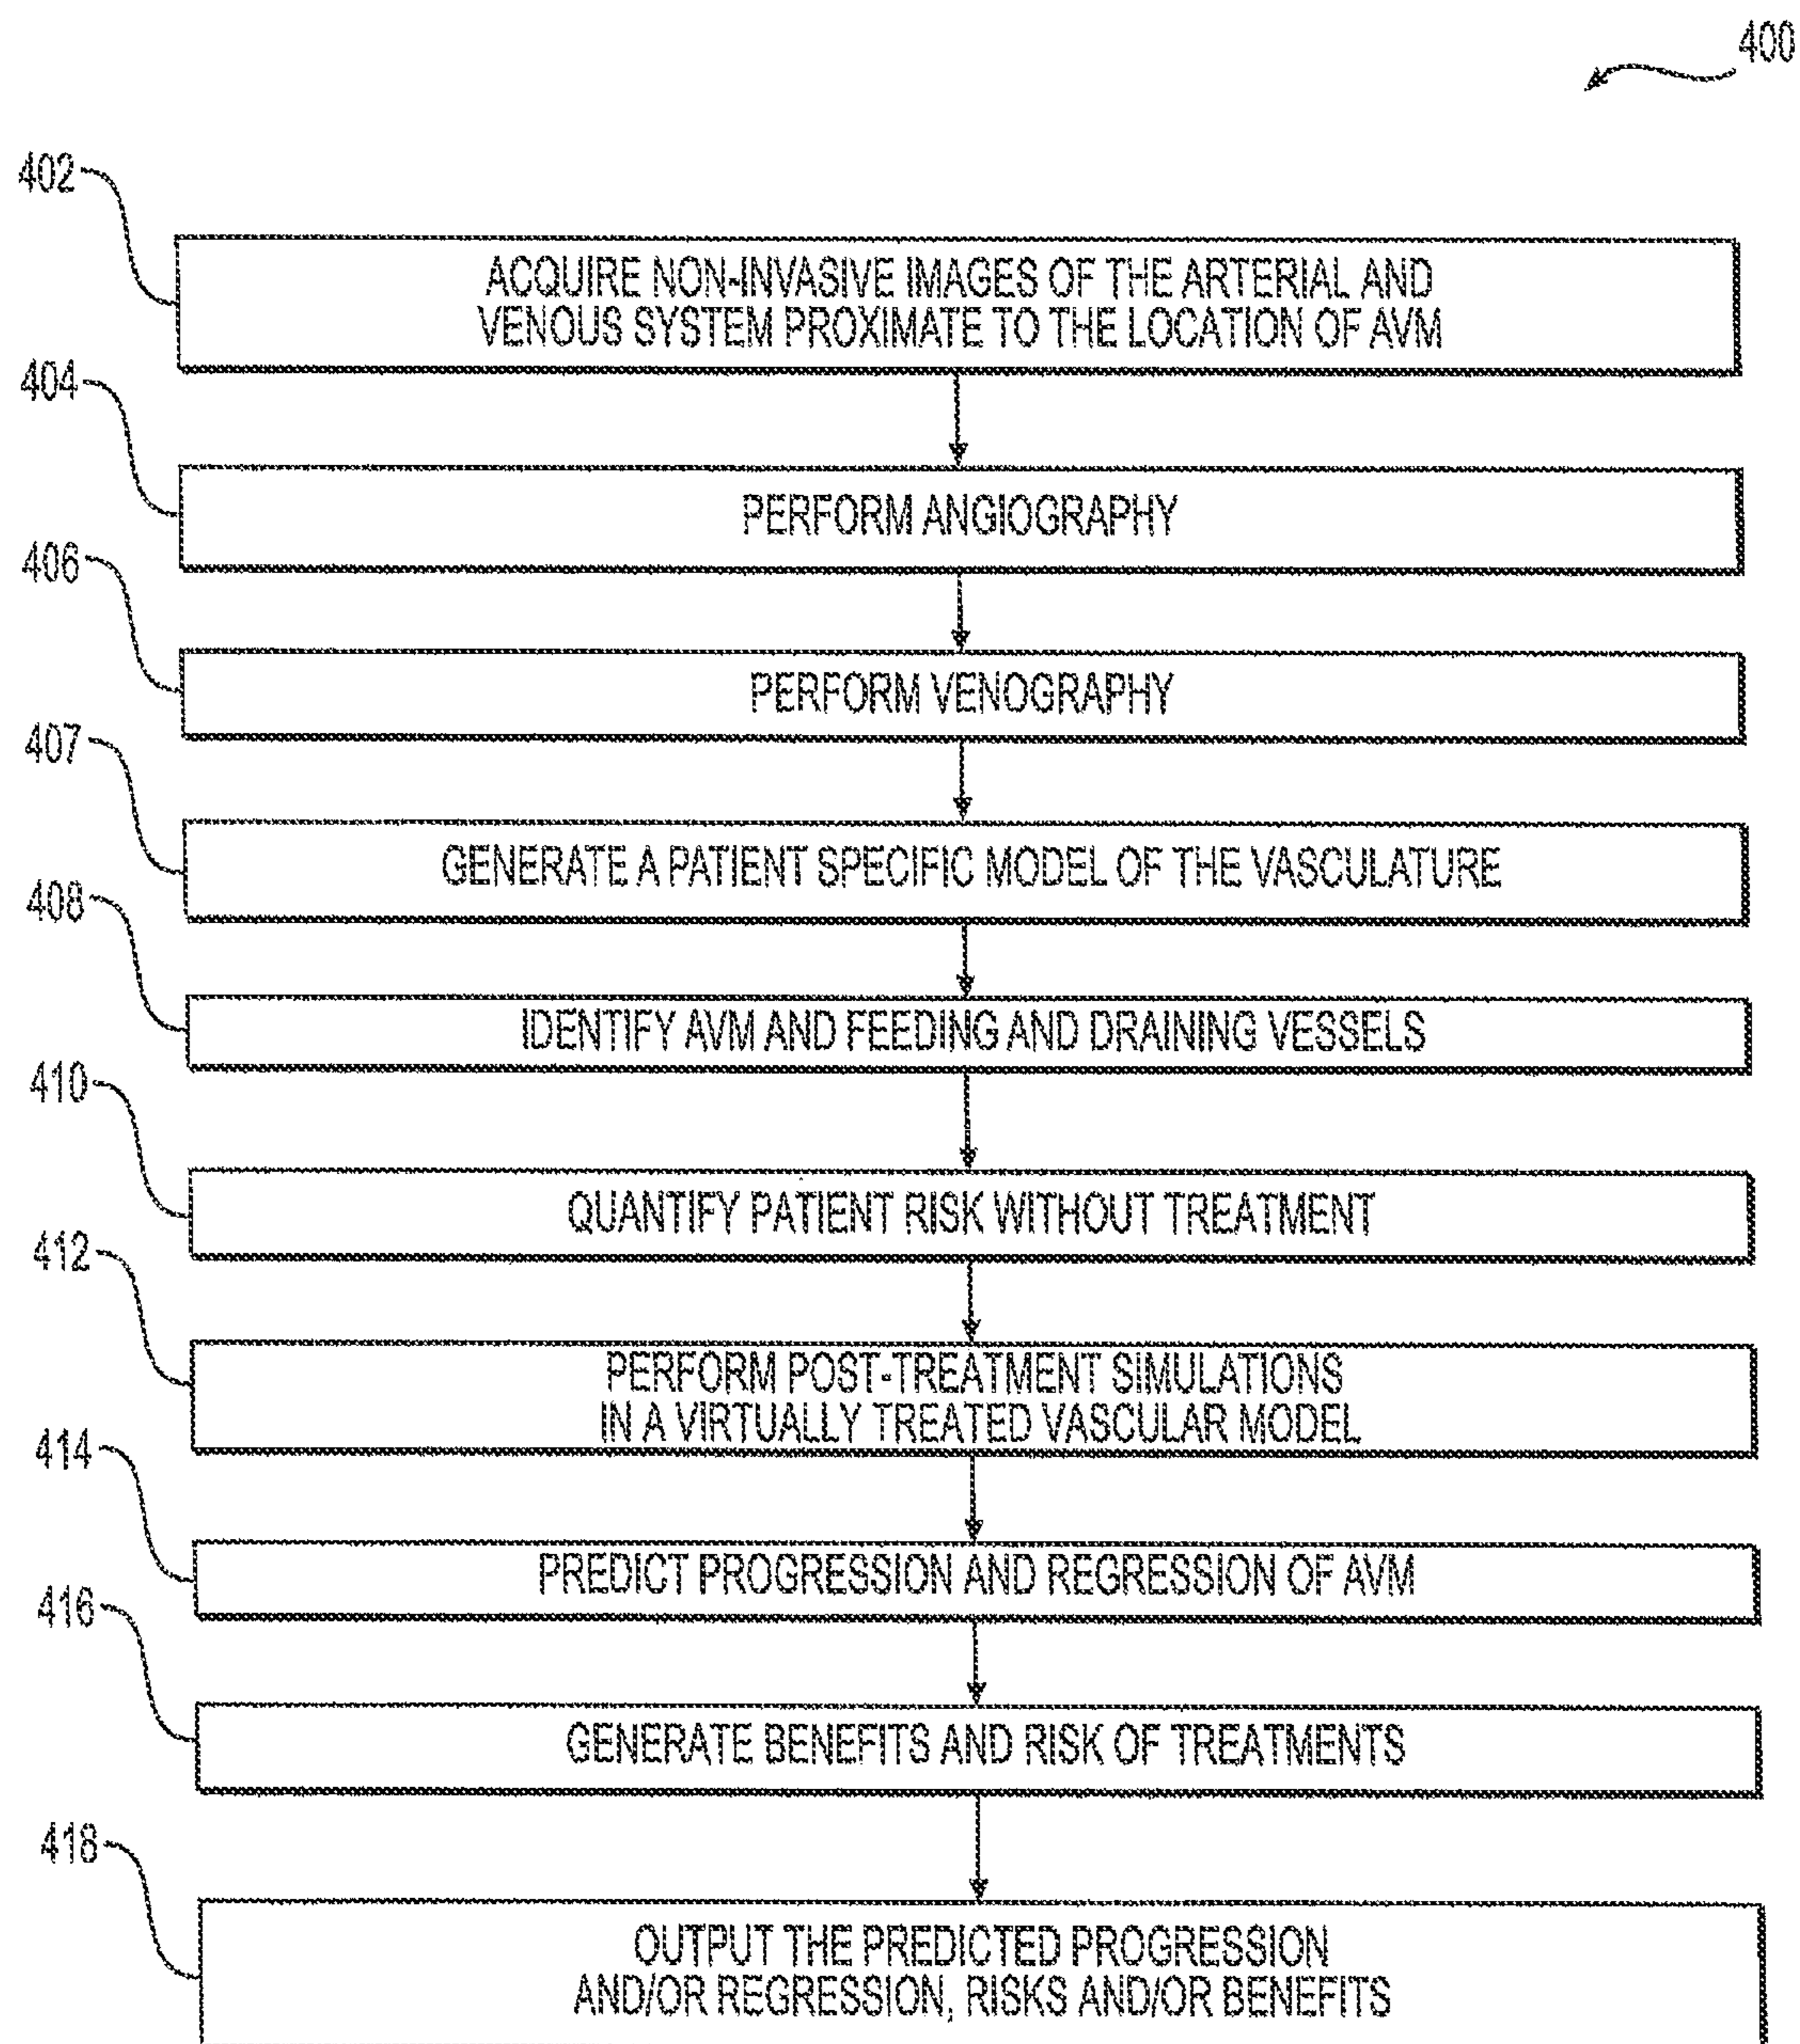 400
402
ACQUIRE NON-INVASIVE IMAGES OF THE ARTERIAL AND
VENOUS SYSTEM PROXIMATE TO THE LOCATION OF AVM
404
PERFORM ANGIOGRAPHY
406
PERFORM VENOGRAPHY
407
GENERATE A PATIENT SPECIFIC MODEL OF THE VASCULATURE
408
IDENTIFY AVM AND FEEDING AND DRAINING VESSELS
410
QUANTIFY PATIENT RISK WITHOUT TREATMENT
412
PERFORM POST-TREATMENT SIMULATIONS
IN A VIRTUALLY TREATED VASCULAR MODEL
414
PREDICT PROGRESSION AND REGRESSION OF AVM
416
GENERATE BENEFITS AND RISK OF TREATMENTS
418
OUTPUT THE PREDICTED PROGRESSION
AND/OR REGRESSION, RISKS AND/OR BENEFITS